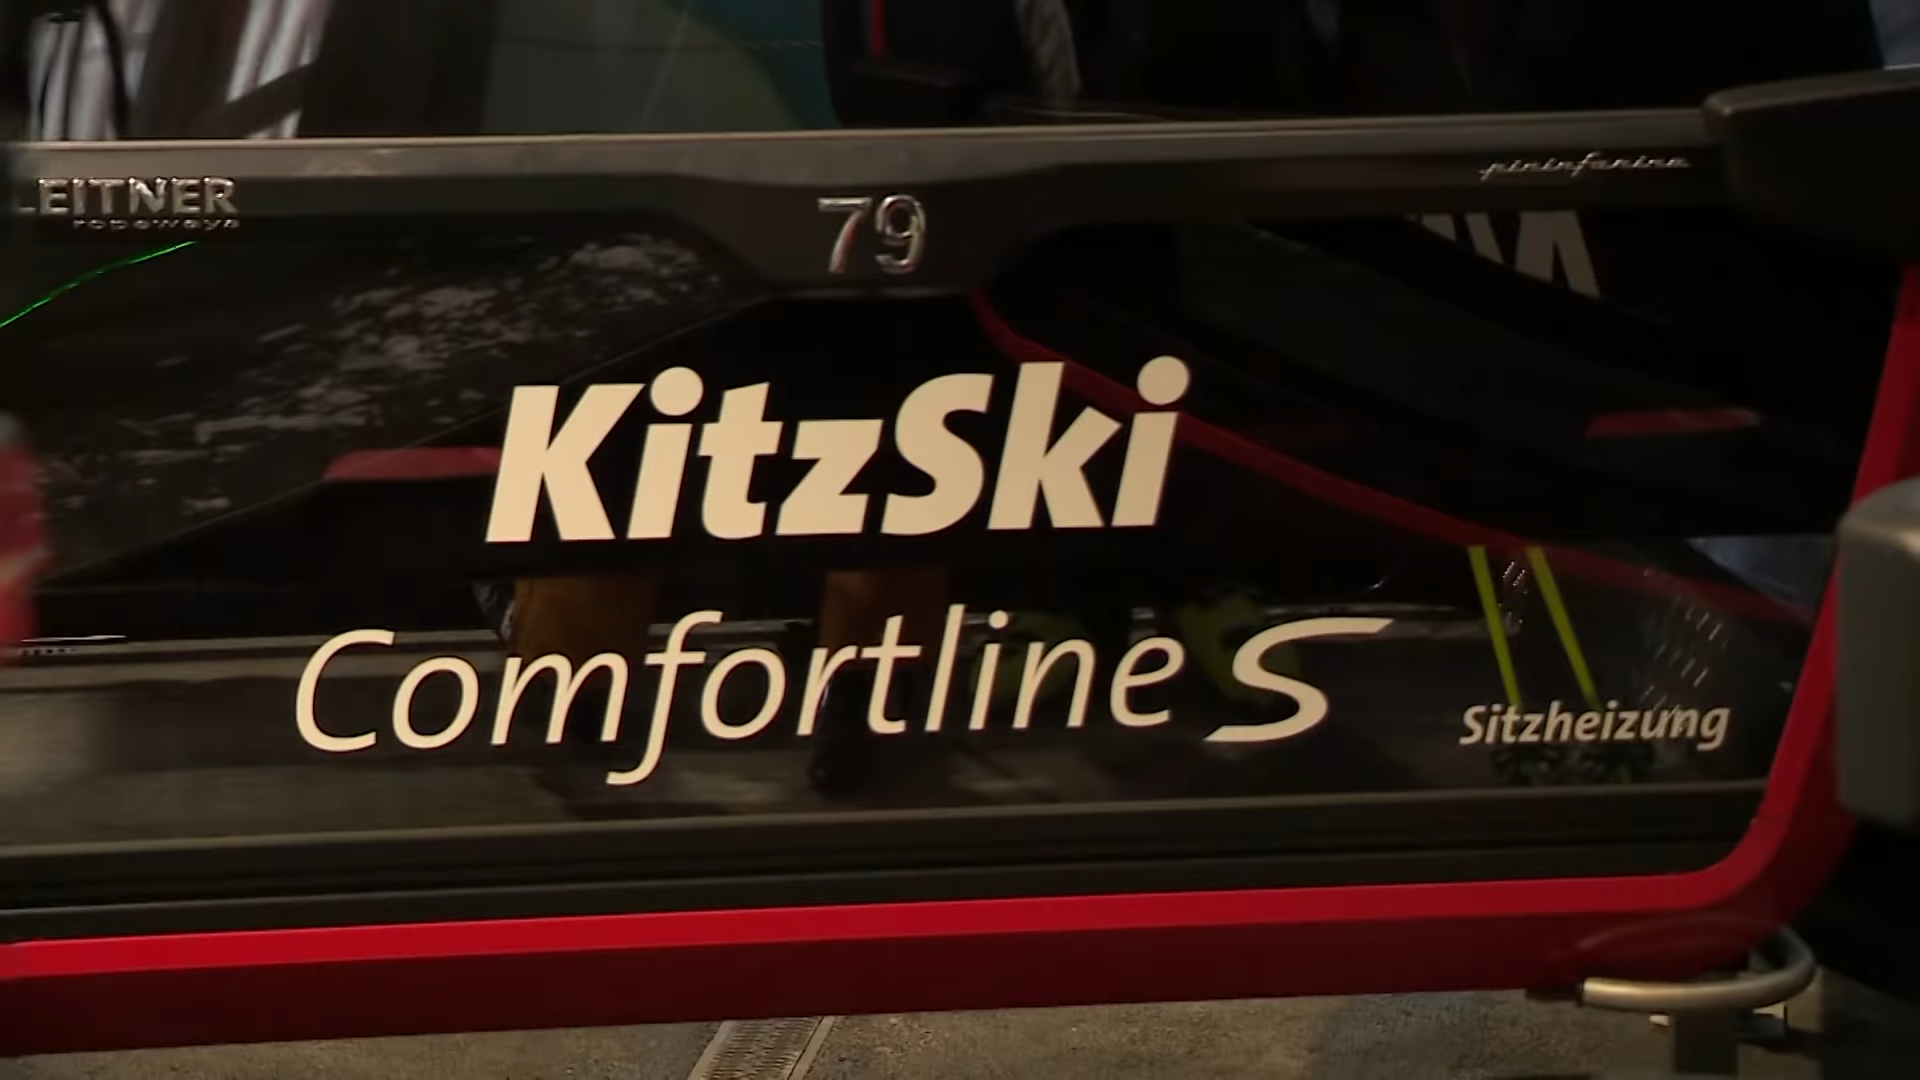 LEITNER
ropeways
79
pininfarina
KitzSki
Comfortline S
Sitzheizung